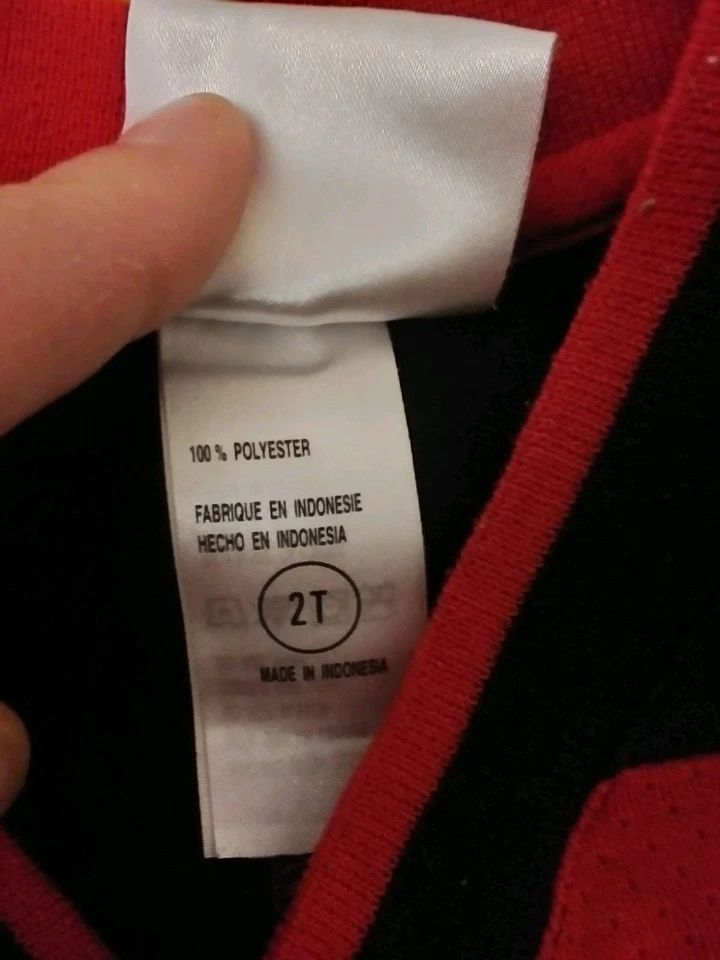 100% POLYESTER
FABRIQUE EN INDONESIE
HECHO EN INDONESIA
2T
MADE IN INDONESIA